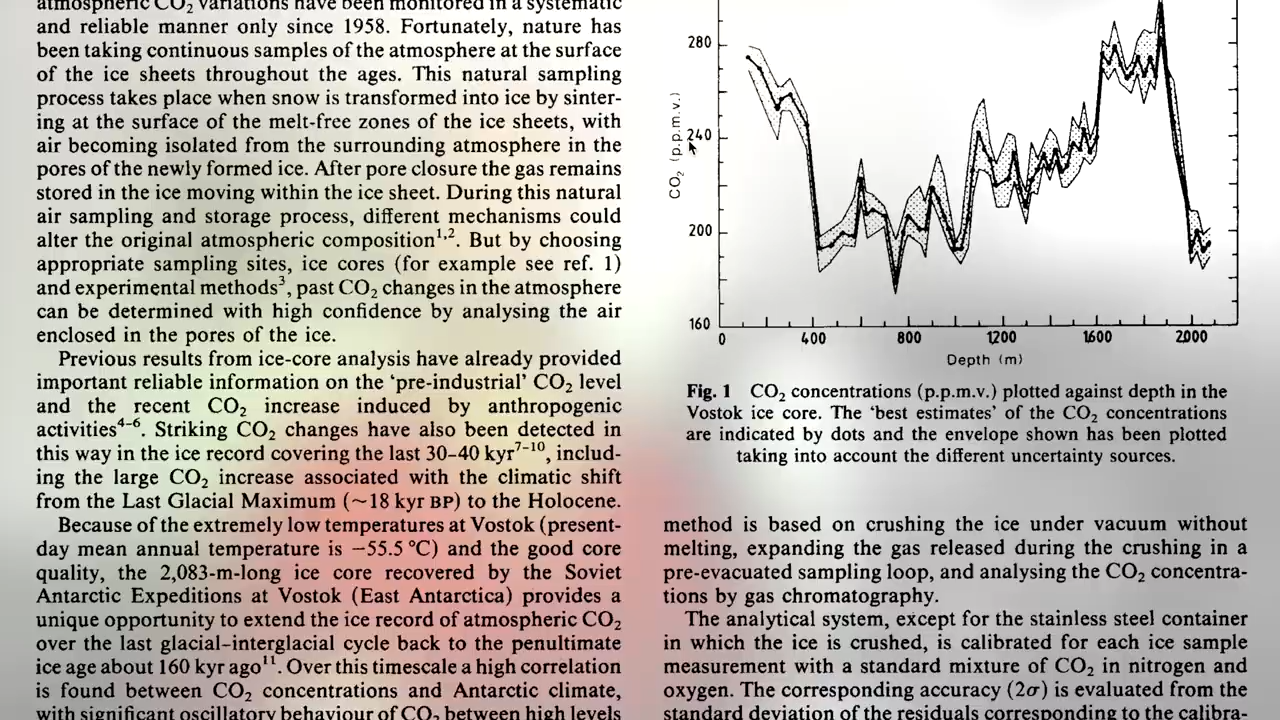 atmospheric CO₂ variations have been monitored in a systematic
and reliable manner only since 1958. Fortunately, nature has
been taking continuous samples of the atmosphere at the surface
of the ice sheets throughout the ages. This natural sampling
process takes place when snow is transformed into ice by sinter-
ing at the surface of the melt-free zones of the ice sheets, with
air becoming isolated from the surrounding atmosphere in the
pores of the newly formed ice. After pore closure the gas remains
stored in the ice moving within the ice sheet. During this natural
air sampling and storage process, different mechanisms could
alter the original atmospheric composition¹,². But by choosing
appropriate sampling sites, ice cores (for example see ref. 1)
and experimental methods³, past CO₂ changes in the atmosphere
can be determined with high confidence by analysing the air
enclosed in the pores of the ice.
Previous results from ice-core analysis have already provided
important reliable information on the 'pre-industrial' CO₂ level
and the recent CO₂ increase induced by anthropogenic
activities⁴⁻⁶. Striking CO₂ changes have also been detected in
this way in the ice record covering the last 30–40 kyr⁷⁻¹⁰, includ-
ing the large CO₂ increase associated with the climatic shift
from the Last Glacial Maximum (~18 kyr BP) to the Holocene.
Because of the extremely low temperatures at Vostok (present-
day mean annual temperature is −55.5 °C) and the good core
quality, the 2,083-m-long ice core recovered by the Soviet
Antarctic Expeditions at Vostok (East Antarctica) provides a
unique opportunity to extend the ice record of atmospheric CO₂
over the last glacial–interglacial cycle back to the penultimate
ice age about 160 kyr ago¹¹. Over this timescale a high correlation
is found between CO₂ concentrations and Antarctic climate,
with significant oscillatory behaviour of CO₂ between high levels
280
240
200
160
CO₂ (p.p.m.v.)
0 400 800 1200 1600 2000
Depth (m)
Fig. 1 CO₂ concentrations (p.p.m.v.) plotted against depth in the
Vostok ice core. The 'best estimates' of the CO₂ concentrations
are indicated by dots and the envelope shown has been plotted
taking into account the different uncertainty sources.
method is based on crushing the ice under vacuum without
melting, expanding the gas released during the crushing in a
pre-evacuated sampling loop, and analysing the CO₂ concentra-
tions by gas chromatography.
The analytical system, except for the stainless steel container
in which the ice is crushed, is calibrated for each ice sample
measurement with a standard mixture of CO₂ in nitrogen and
oxygen. The corresponding accuracy (2σ) is evaluated from the
standard deviation of the residuals corresponding to the calibra-